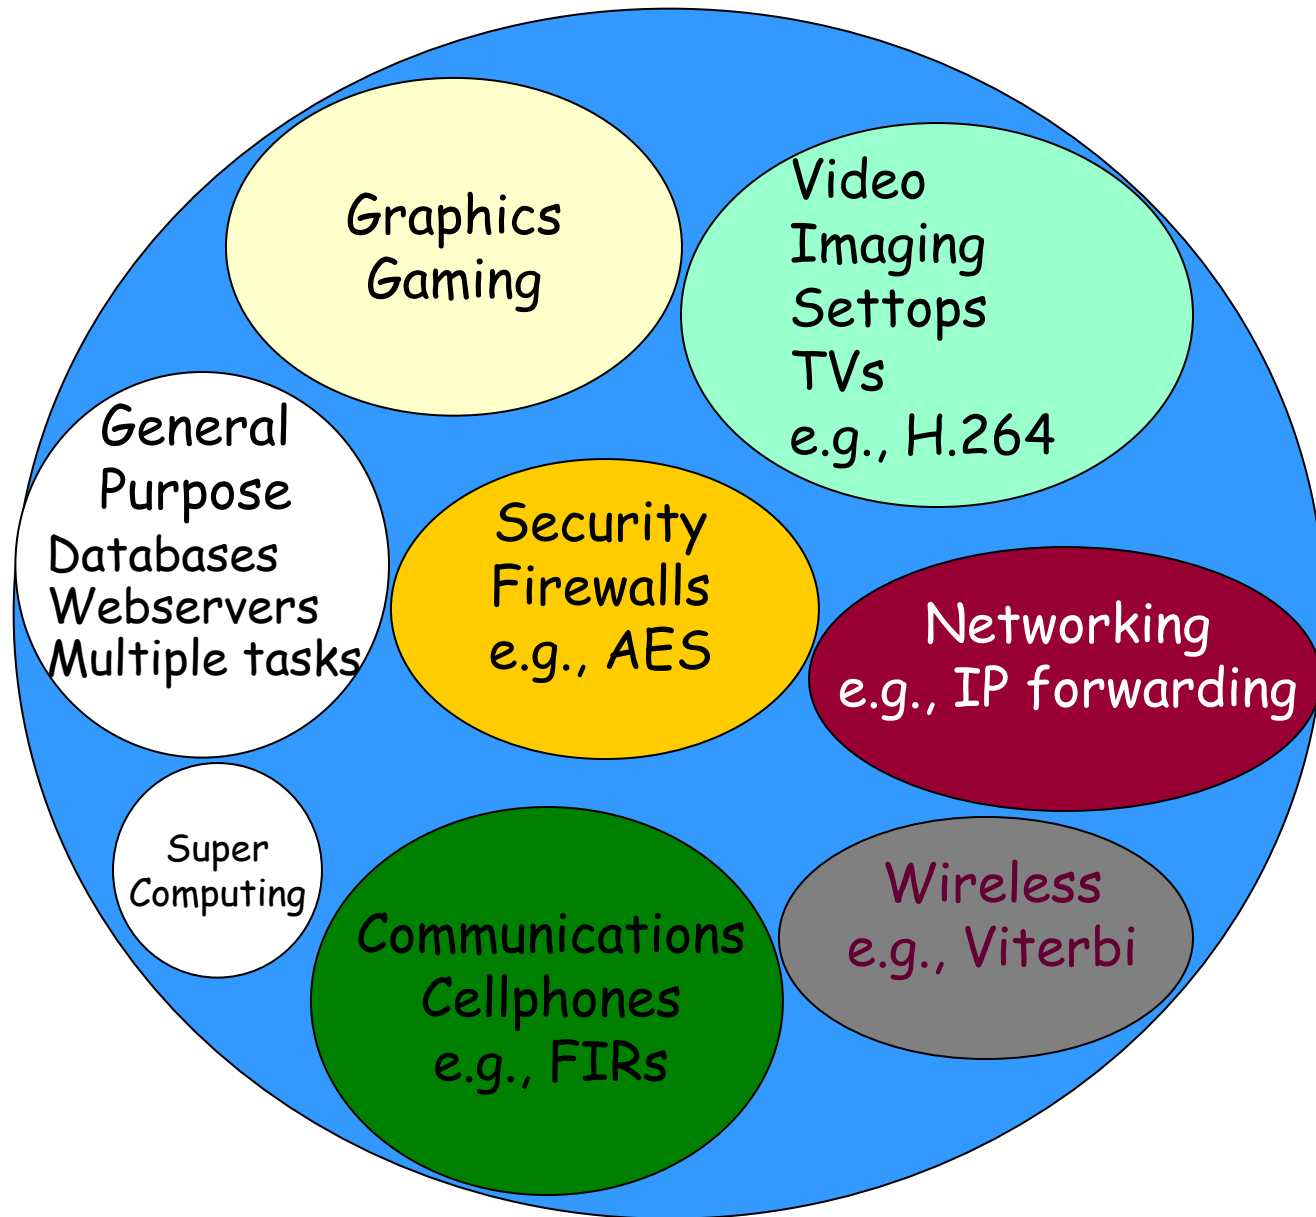 Graphics
Gaming
Video
Imaging
Settops
TVs
e.g., H.264
General
Purpose
Databases
Webservers
Multiple tasks
Security
Firewalls
e.g., AES
Networking
e.g., IP forwarding
Super
Computing
Communications
Cellphones
e.g., FIRs
Wireless
e.g., Viterbi